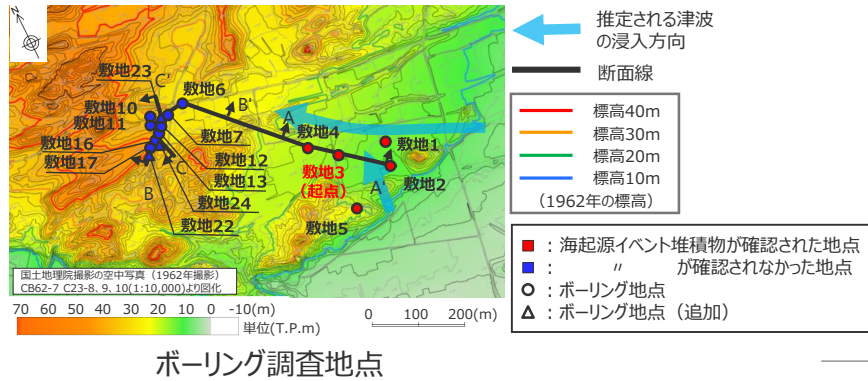 N
敷地23
C'
敷地6
敷地10
敷地11
B'
A
敷地4
敷地1
敷地7
敷地16
敷地17
敷地12
敷地3
(起点)
敷地2
敷地13
C
A'
B
敷地24
敷地22
敷地5
国土地理院撮影の空中写真（1962年撮影）
CB62-7 C23-8、9、10(1:10,000)より図化
70 60 50 40 30 20 10 0 -10(m)
単位(T.P.m)
0 100 200(m)
ボーリング調査地点
推定される津波
の浸入方向
断面線
標高40m
標高30m
標高20m
標高10m
(1962年の標高)
：海起源イベント堆積物が確認された地点
： 〃 が確認されなかった地点
：ボーリング地点
：ボーリング地点（追加）